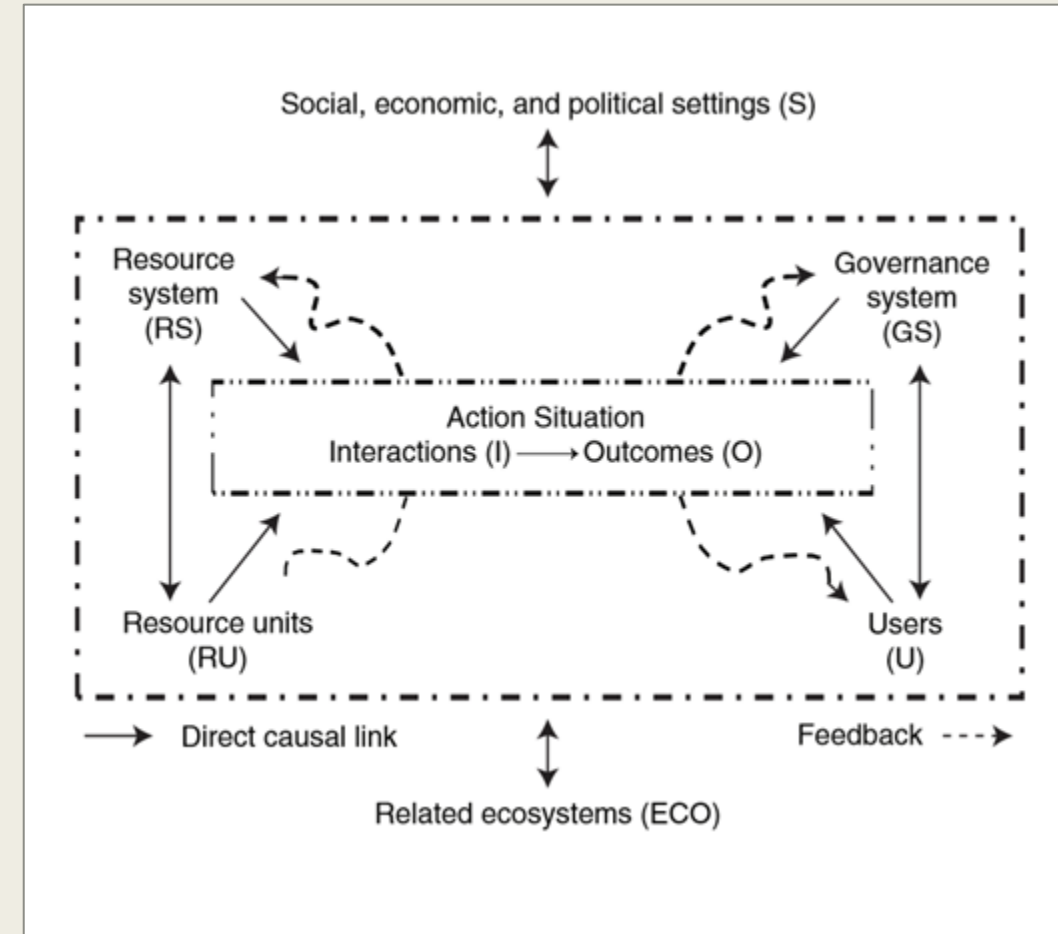 Social, economic, and political settings (S)
Resource
system
(RS)
Governance
system
(GS)
Action Situation
Interactions (I) → Outcomes (O)
Resource units
(RU)
Users
(U)
Direct causal link
Feedback
Related ecosystems (ECO)